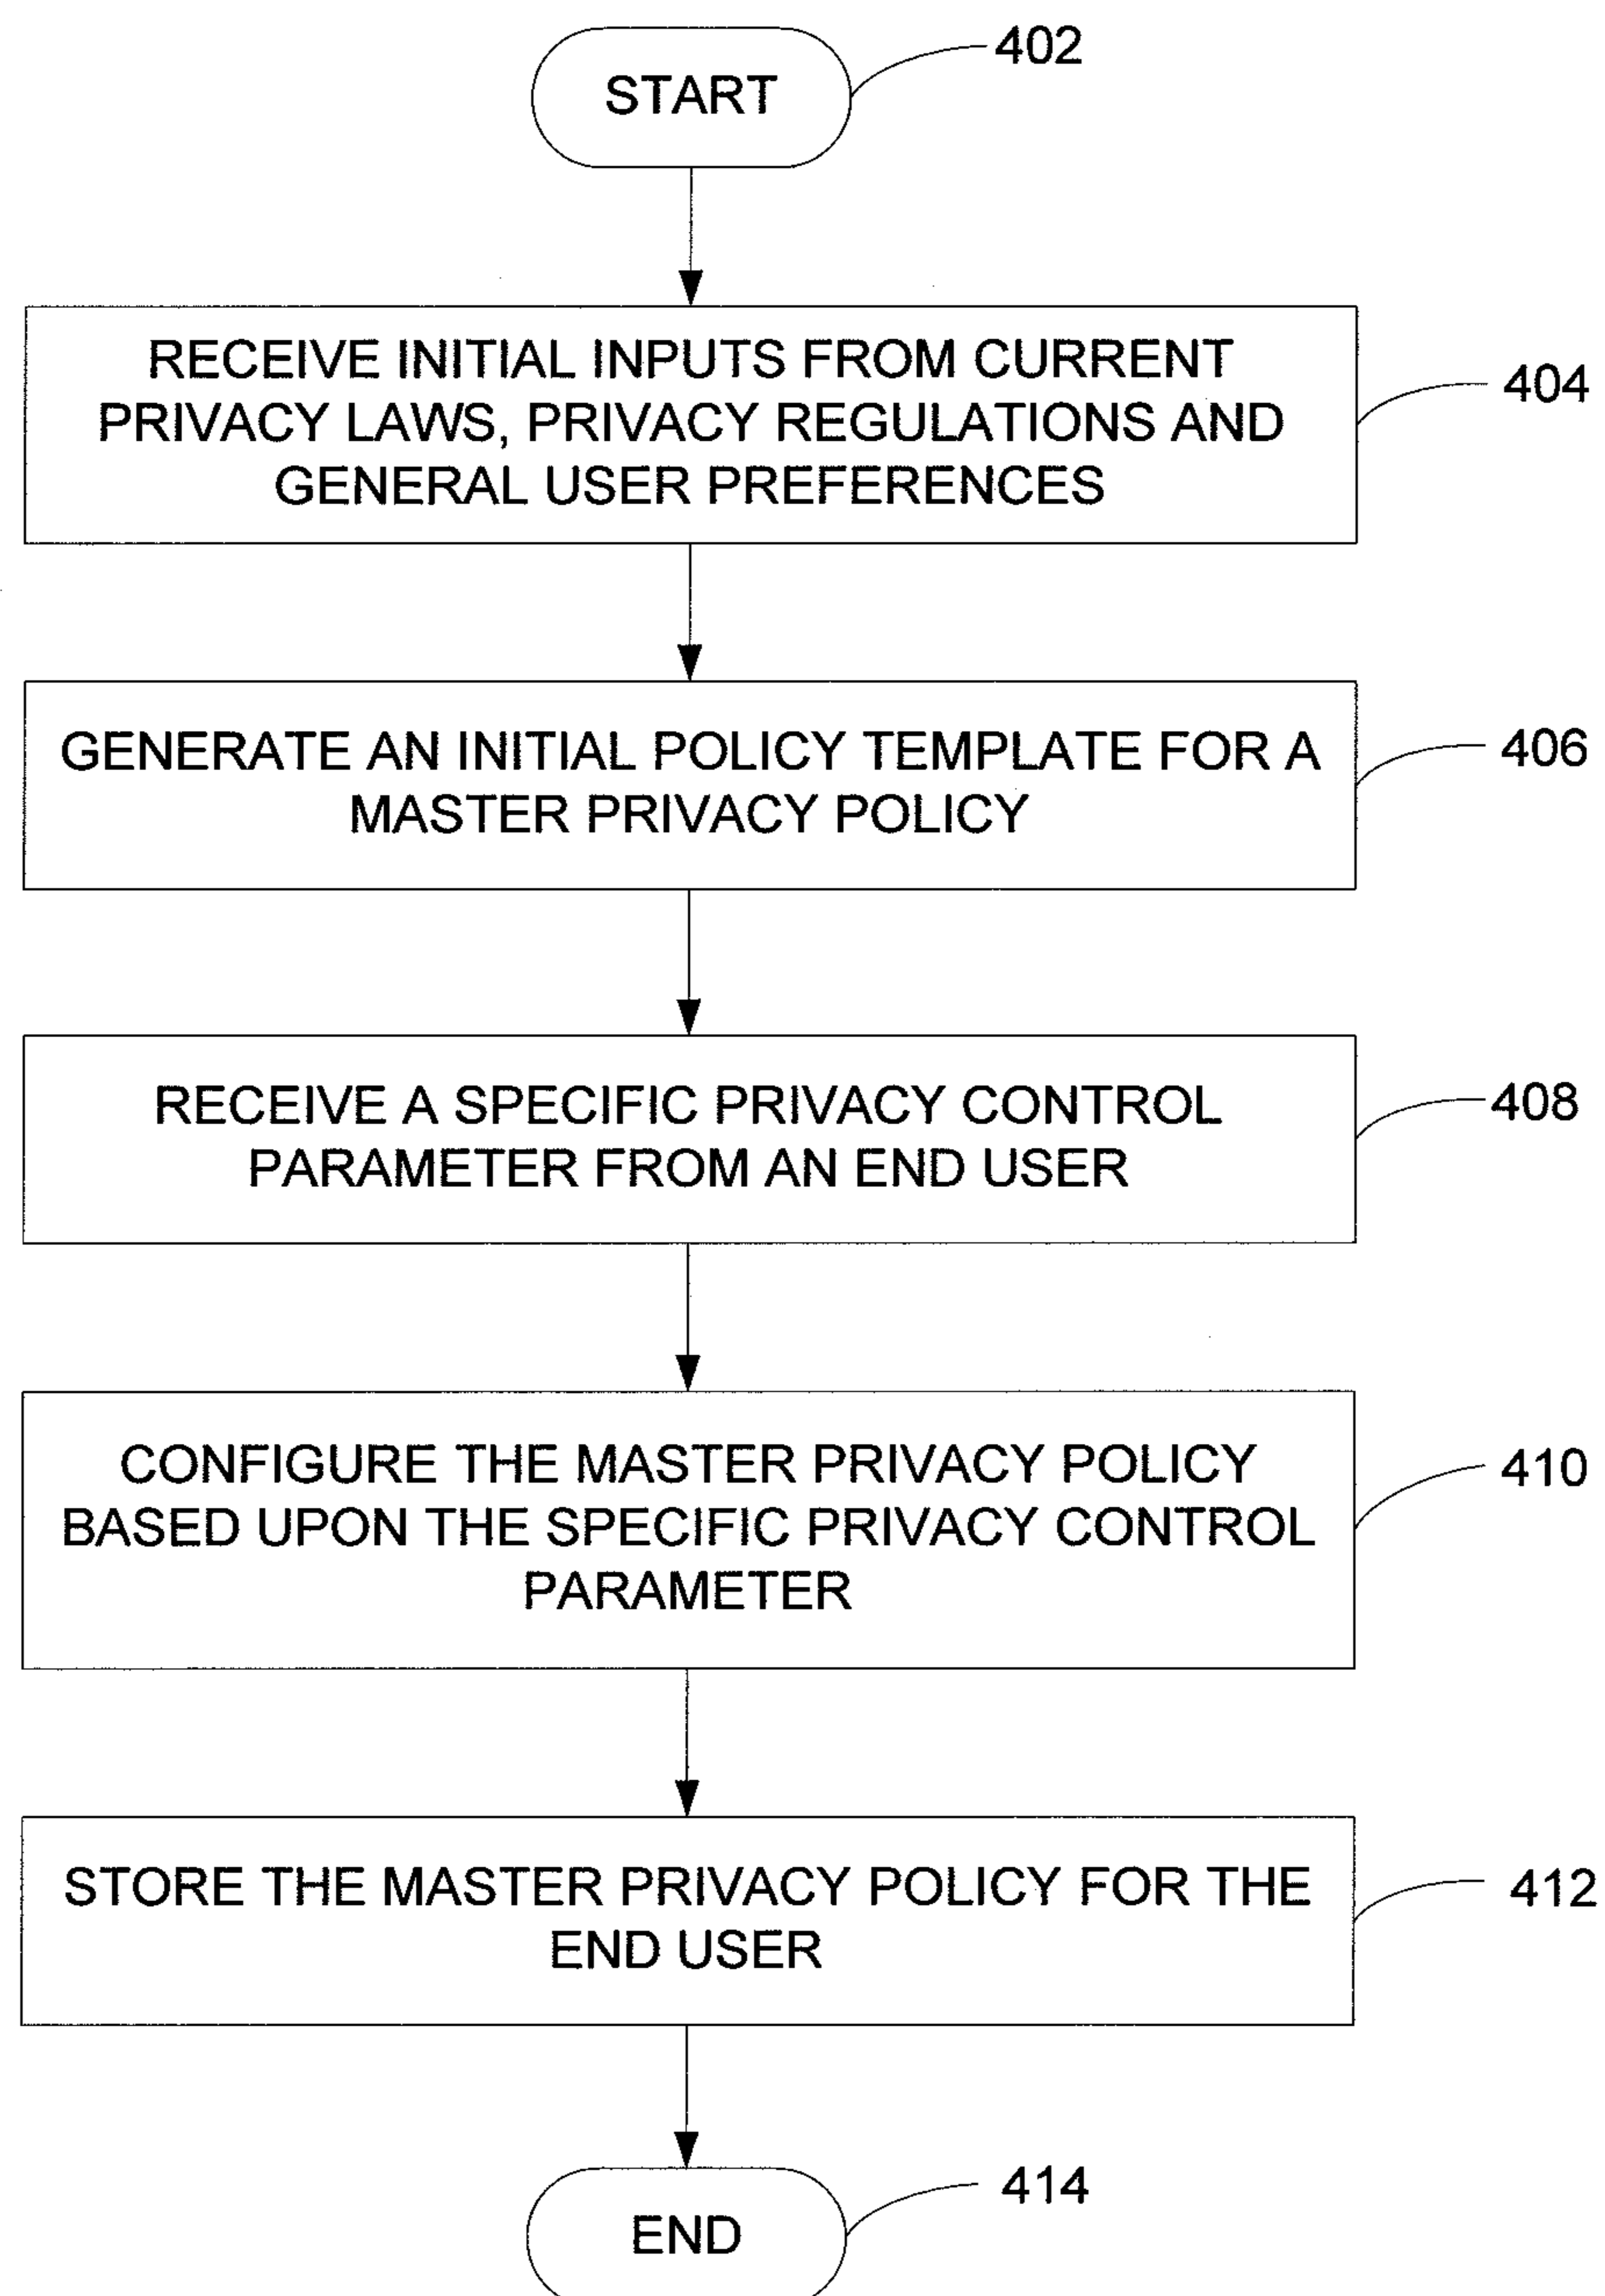 START
402
RECEIVE INITIAL INPUTS FROM CURRENT
PRIVACY LAWS, PRIVACY REGULATIONS AND
GENERAL USER PREFERENCES
404
GENERATE AN INITIAL POLICY TEMPLATE FOR A
MASTER PRIVACY POLICY
406
RECEIVE A SPECIFIC PRIVACY CONTROL
PARAMETER FROM AN END USER
408
CONFIGURE THE MASTER PRIVACY POLICY
BASED UPON THE SPECIFIC PRIVACY CONTROL
PARAMETER
410
STORE THE MASTER PRIVACY POLICY FOR THE
END USER
412
END
414